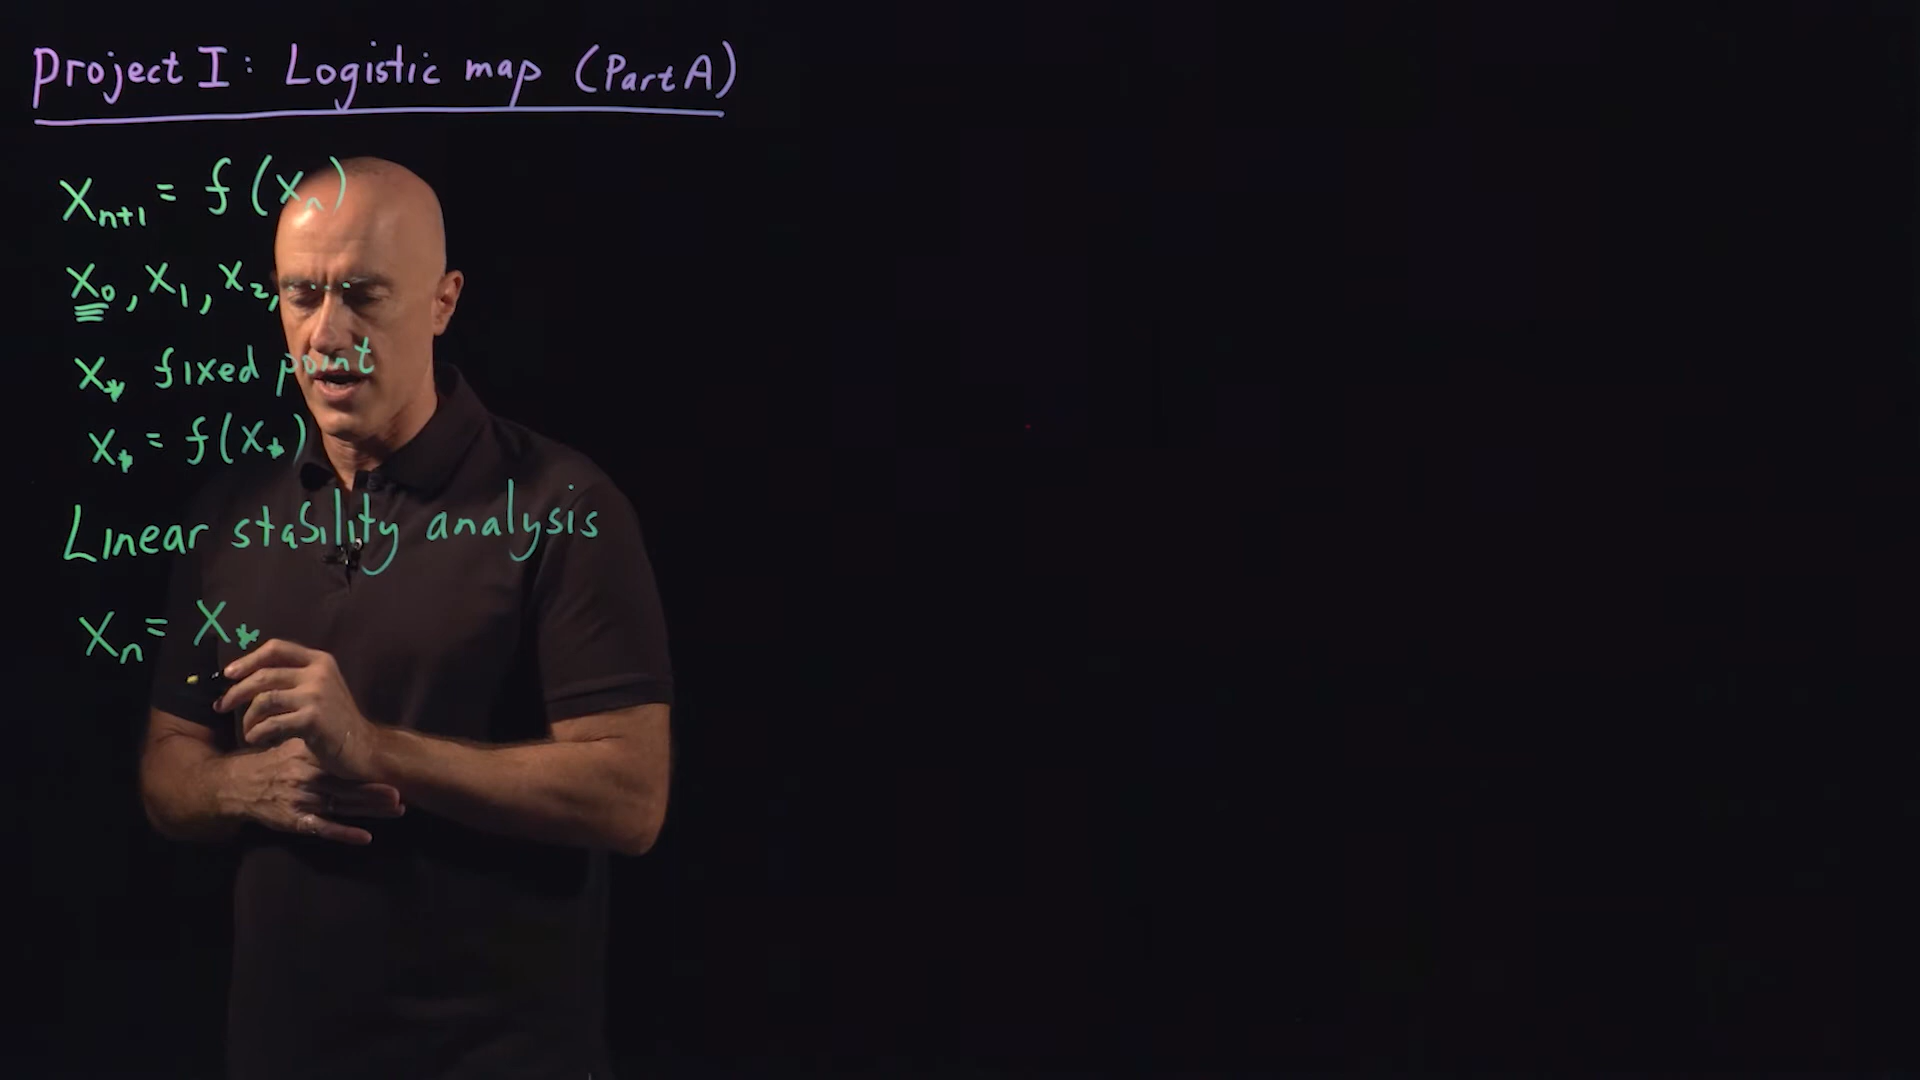 Project I: Logistic map (Part A)
Xₙ₊₁ = f(Xₙ)
X₀, X₁, X₂, ...
X* fixed point
X* = f(X*)
Linear stability analysis
Xₙ = X*